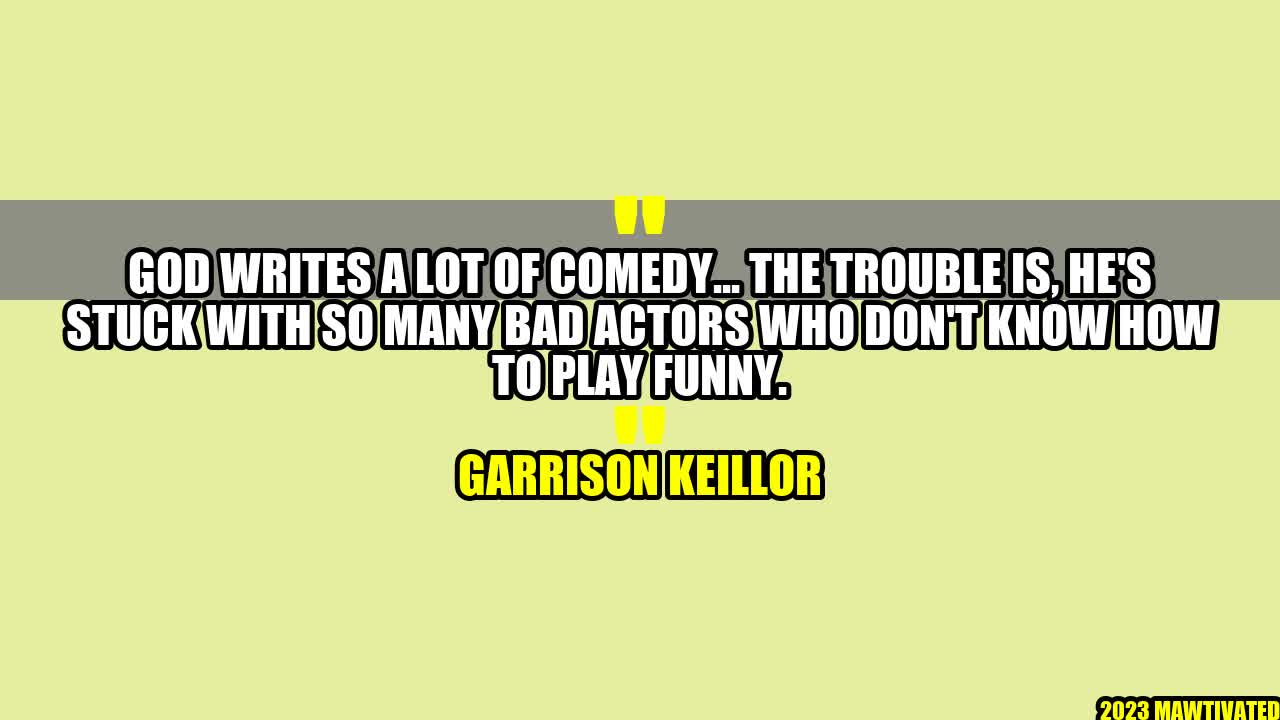 "
GOD WRITES A LOT OF COMEDY... THE TROUBLE IS, HE'S
STUCK WITH SO MANY BAD ACTORS WHO DON'T KNOW HOW
TO PLAY FUNNY.
"
GARRISON KEILLOR
2023 MAWTIVATED